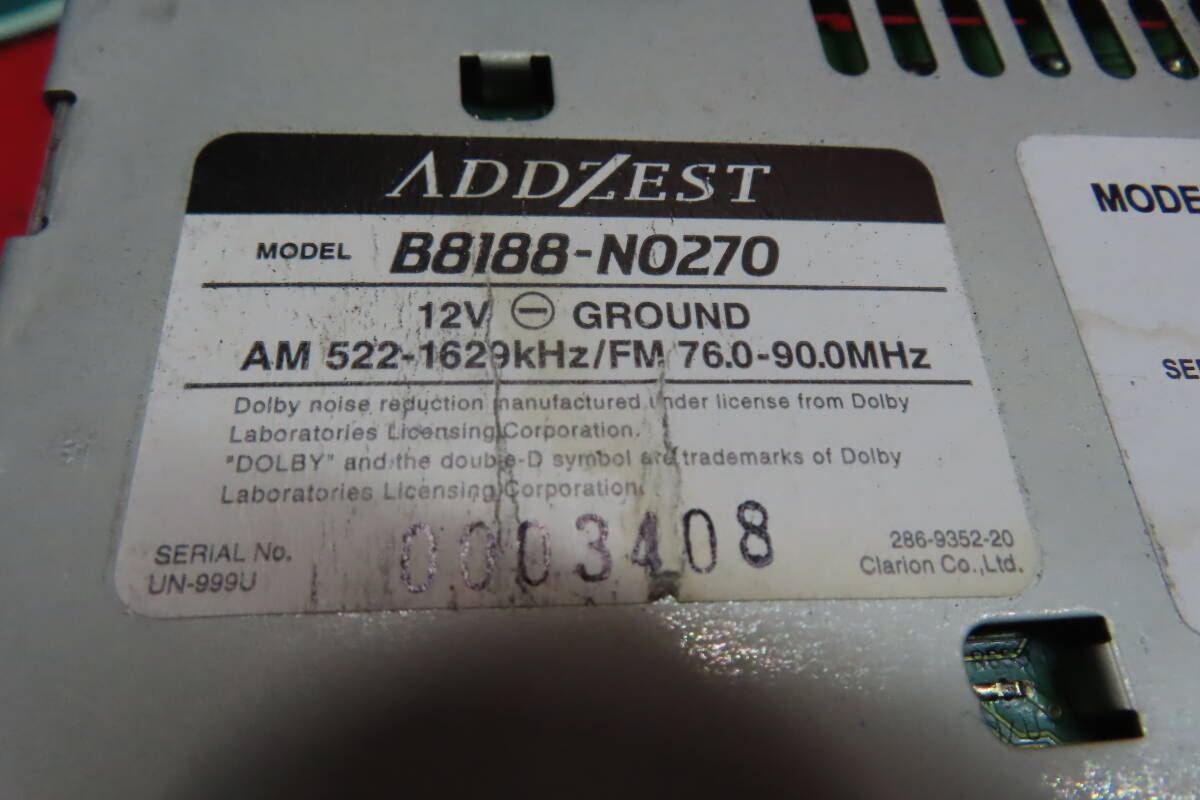 ADDZEST
MODEL B8188-N0270
12V ⊖ GROUND
AM 522-1629kHz/FM 76.0-90.0MHz
Dolby noise reduction manufactured under license from Dolby
Laboratories Licensing Corporation.
"DOLBY" and the double-D symbol are trademarks of Dolby
Laboratories Licensing Corporation.
SERIAL No.
UN-999U
0003408
286-9352-20
Clarion Co.,Ltd.
MODE
SE